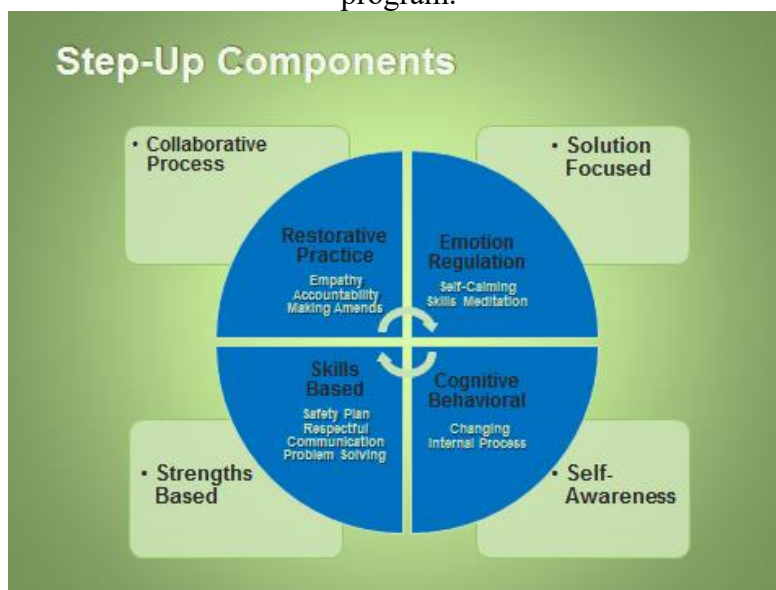 program.
Step-Up Components
• Collaborative
Process
• Solution
Focused
Restorative
Practice
Empathy
Accountability
Making Amends
Emotion
Regulation
Self-Calming
Skills Meditation
Skills
Based
Safety Plan
Respectful
Communication
Problem Solving
Cognitive
Behavioral
Changing
Internal Process
• Strengths
Based
• Self-
Awareness